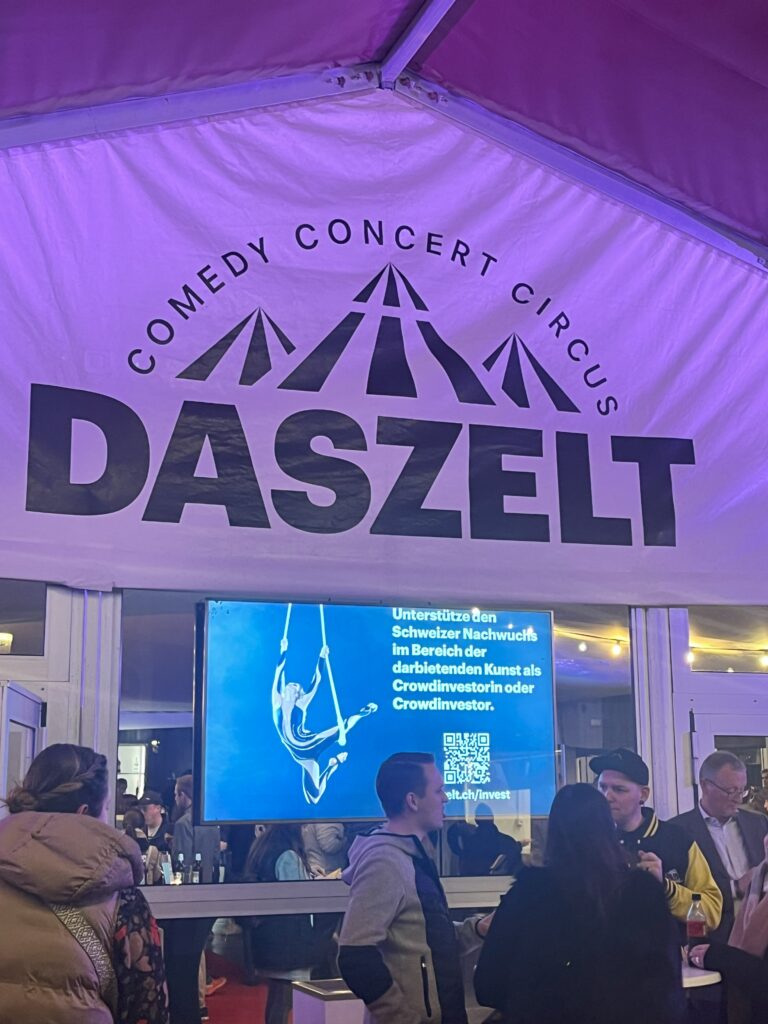 COMEDY CONCERT CIRCUS
DASZELT
Unterstütze den
Schweizer Nachwuchs
im Bereich der
darbietenden Kunst als
Crowdinvestorin oder
Crowdinvestor.
elt.ch/invest